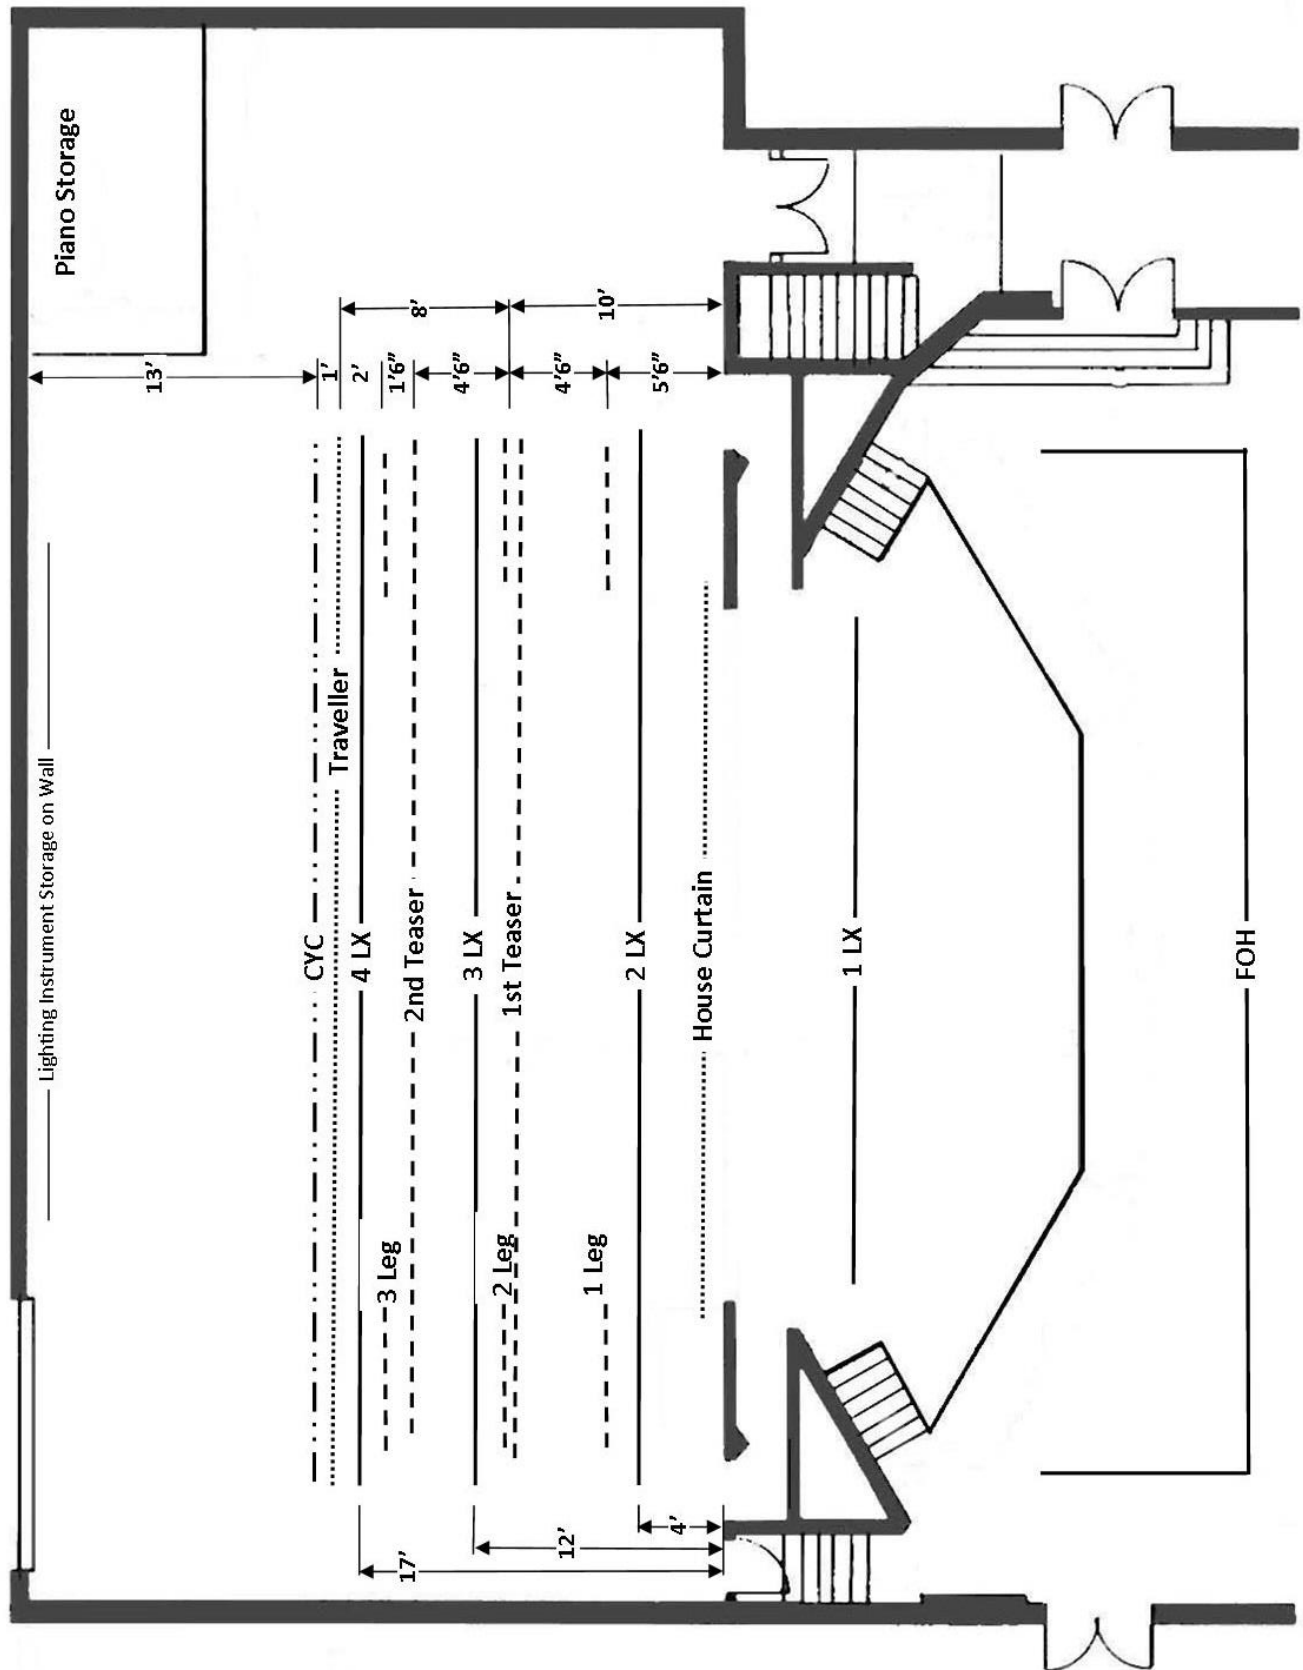 Piano Storage
Lighting Instrument Storage on Wall
13'
1'
2'
1'6"
4'6"
4'6"
5'6"
8'
10'
CYC
Traveller
4 LX
3 Leg
2nd Teaser
3 LX
2 Leg
1st Teaser
1 Leg
2 LX
House Curtain
1 LX
FOH
17'
12'
4'